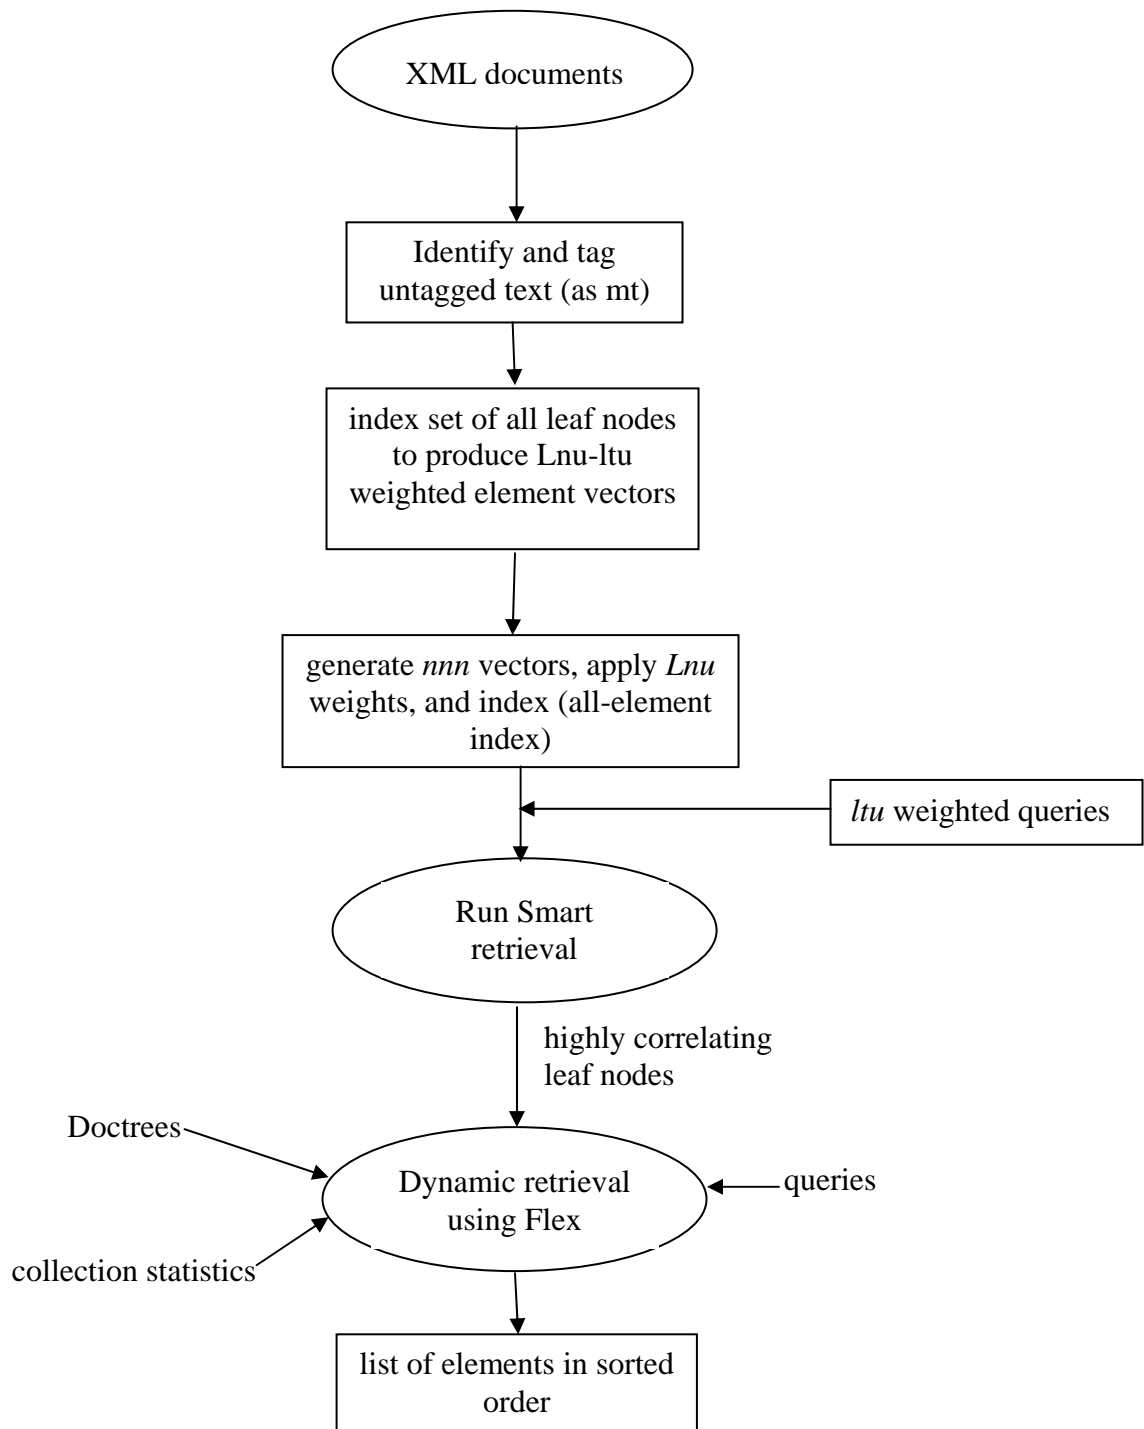 XML documents
Identify and tag
untagged text (as mt)
index set of all leaf nodes
to produce Lnu-ltu
weighted element vectors
generate nnn vectors, apply Lnu
weights, and index (all-element
index)
ltu weighted queries
Run Smart
retrieval
highly correlating
leaf nodes
Doctrees
Dynamic retrieval
using Flex
queries
collection statistics
list of elements in sorted
order